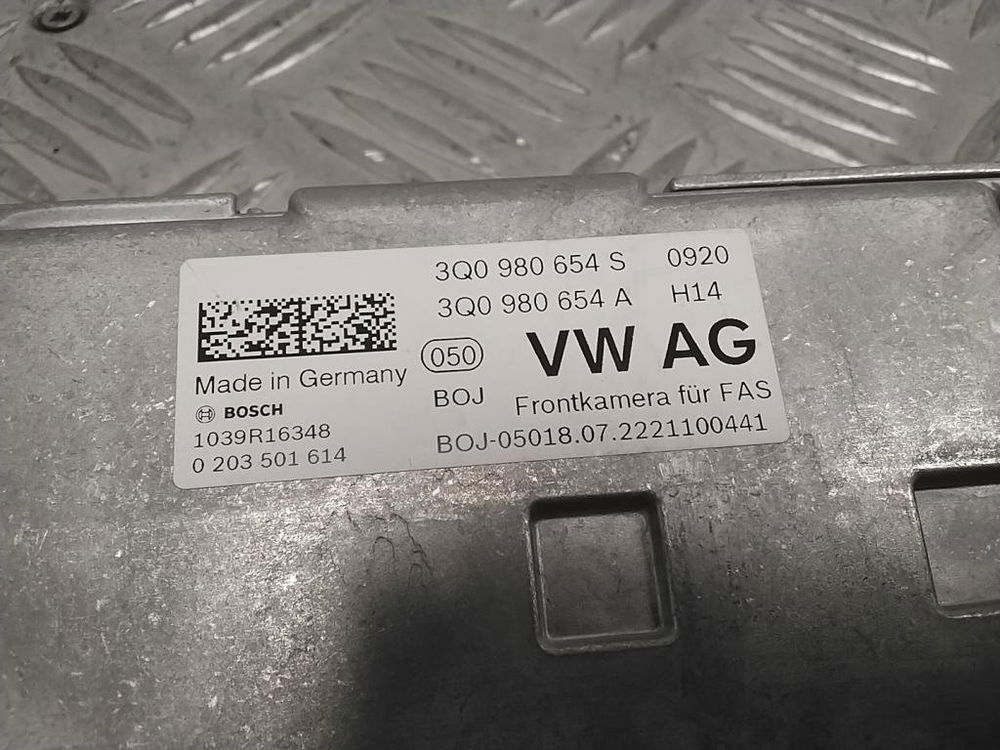 3Q0 980 654 S 0920
3Q0 980 654 A H14
050 VW AG
Made in Germany
BOJ Frontkamera für FAS
BOSCH
1039R16348
BOJ-05018.07.2221100441
0 203 501 614